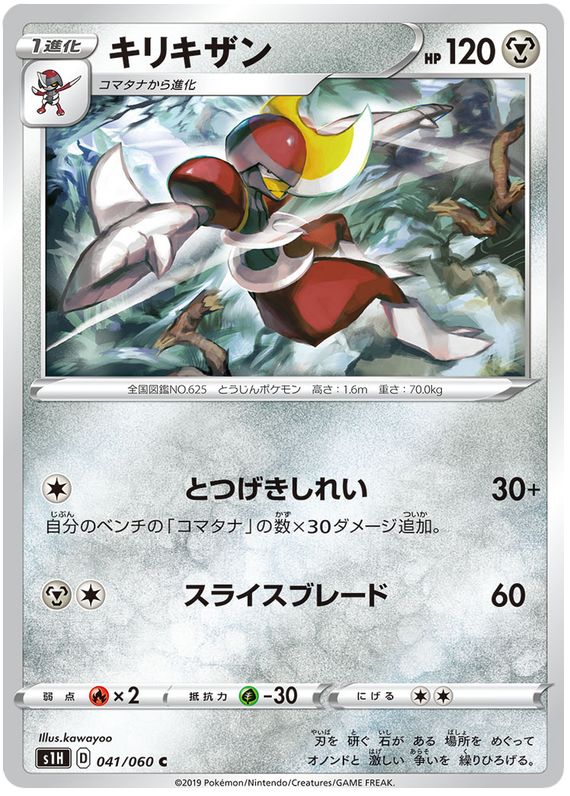 1進化
キリキザン
HP 120
コマタナから進化
全国図鑑NO.625 とうじんポケモン 高さ：1.6m 重さ：70.0kg
とつげきしれい 30+
自分のベンチの「コマタナ」の数×30ダメージ追加。
スライスブレード 60
弱点 ×2 抵抗力 -30 にげる
Illus.kawayoo
s1H D 041/060 C
刃を研ぐ石がある場所をめぐって
オノンドと激しい争いを繰りひろげる。
©2019 Pokémon/Nintendo/Creatures/GAME FREAK.